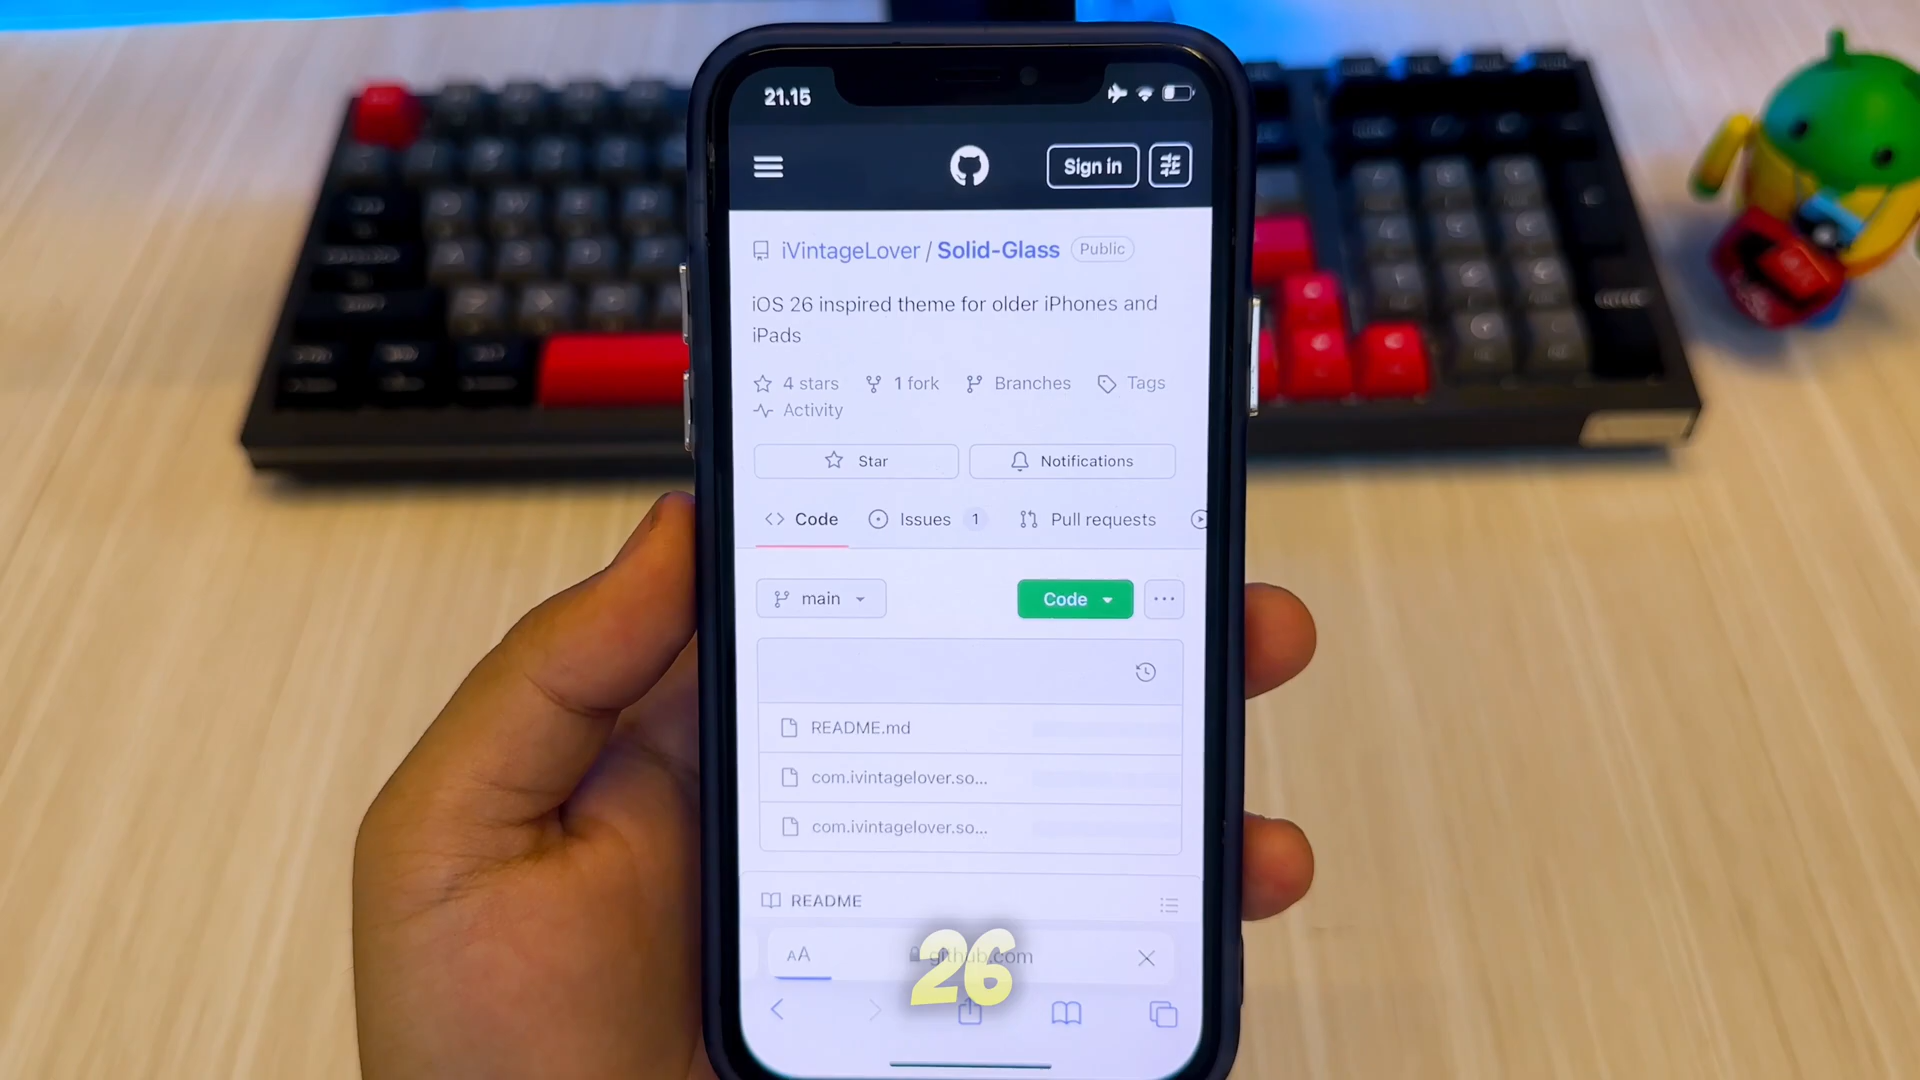 21.15
Sign in
iVintageLover / Solid-Glass Public
iOS 26 inspired theme for older iPhones and
iPads
4 stars 1 fork Branches Tags
Activity
Star Notifications
Code Issues 1 Pull requests
main Code
README.md
com.ivintagelover.so...
com.ivintagelover.so...
README
AA github.com
26